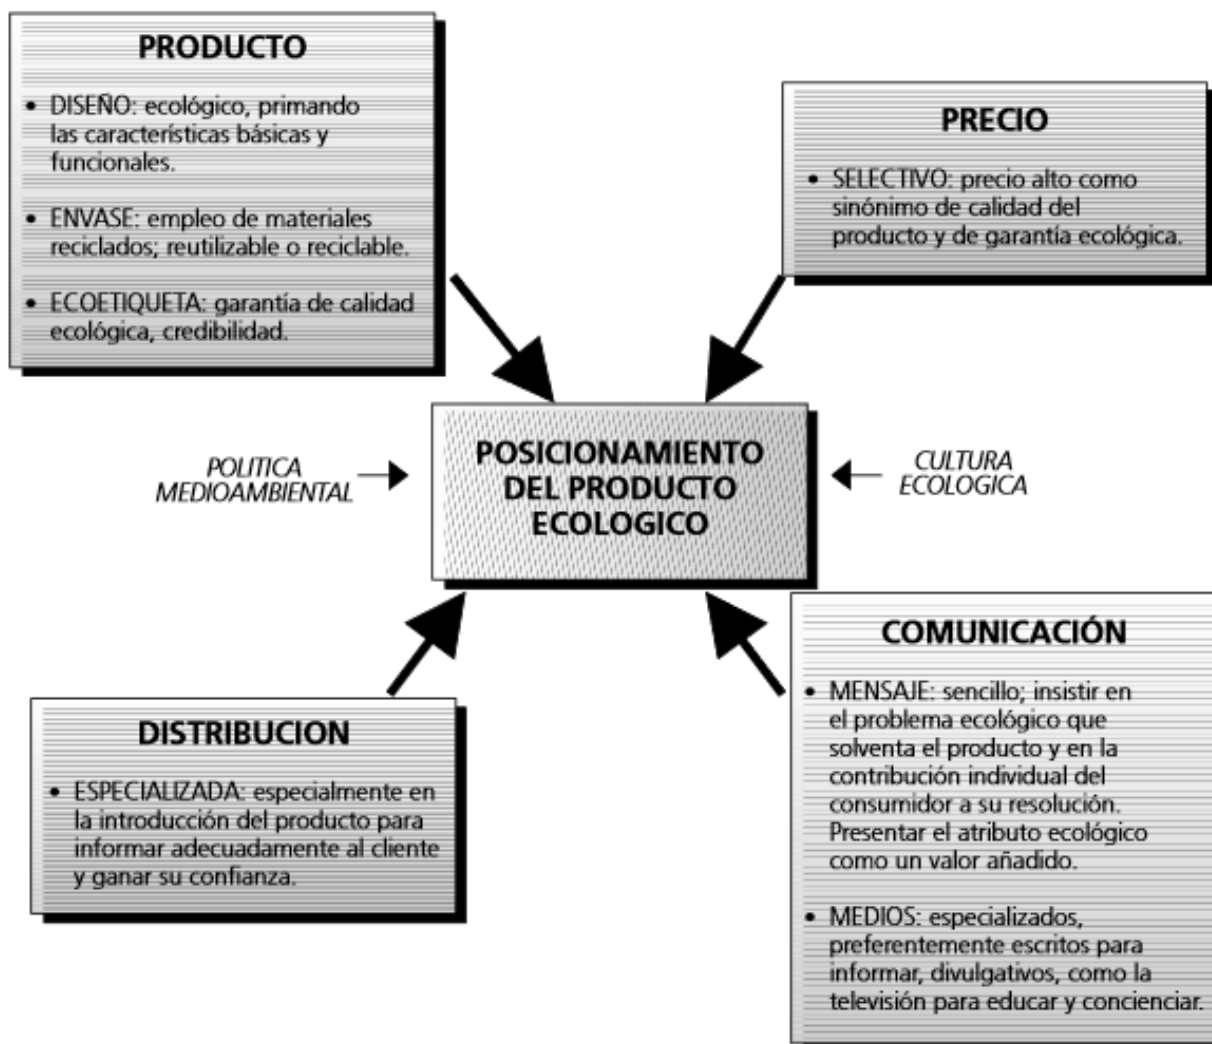 PRODUCTO
• DISEÑO: ecológico, primando
las características básicas y
funcionales.
• ENVASE: empleo de materiales
reciclados; reutilizable o reciclable.
• ECOETIQUETA: garantía de calidad
ecológica, credibilidad.
PRECIO
• SELECTIVO: precio alto como
sinónimo de calidad del
producto y de garantía ecológica.
POLITICA
MEDIOAMBIENTAL
POSICIONAMIENTO
DEL PRODUCTO
ECOLOGICO
CULTURA
ECOLOGICA
DISTRIBUCION
• ESPECIALIZADA: especialmente en
la introducción del producto para
informar adecuadamente al cliente
y ganar su confianza.
COMUNICACIÓN
• MENSAJE: sencillo; insistir en
el problema ecológico que
solventa el producto y en la
contribución individual del
consumidor a su resolución.
Presentar el atributo ecológico
como un valor añadido.
• MEDIOS: especializados,
preferentemente escritos para
informar, divulgativos, como la
televisión para educar y concienciar.